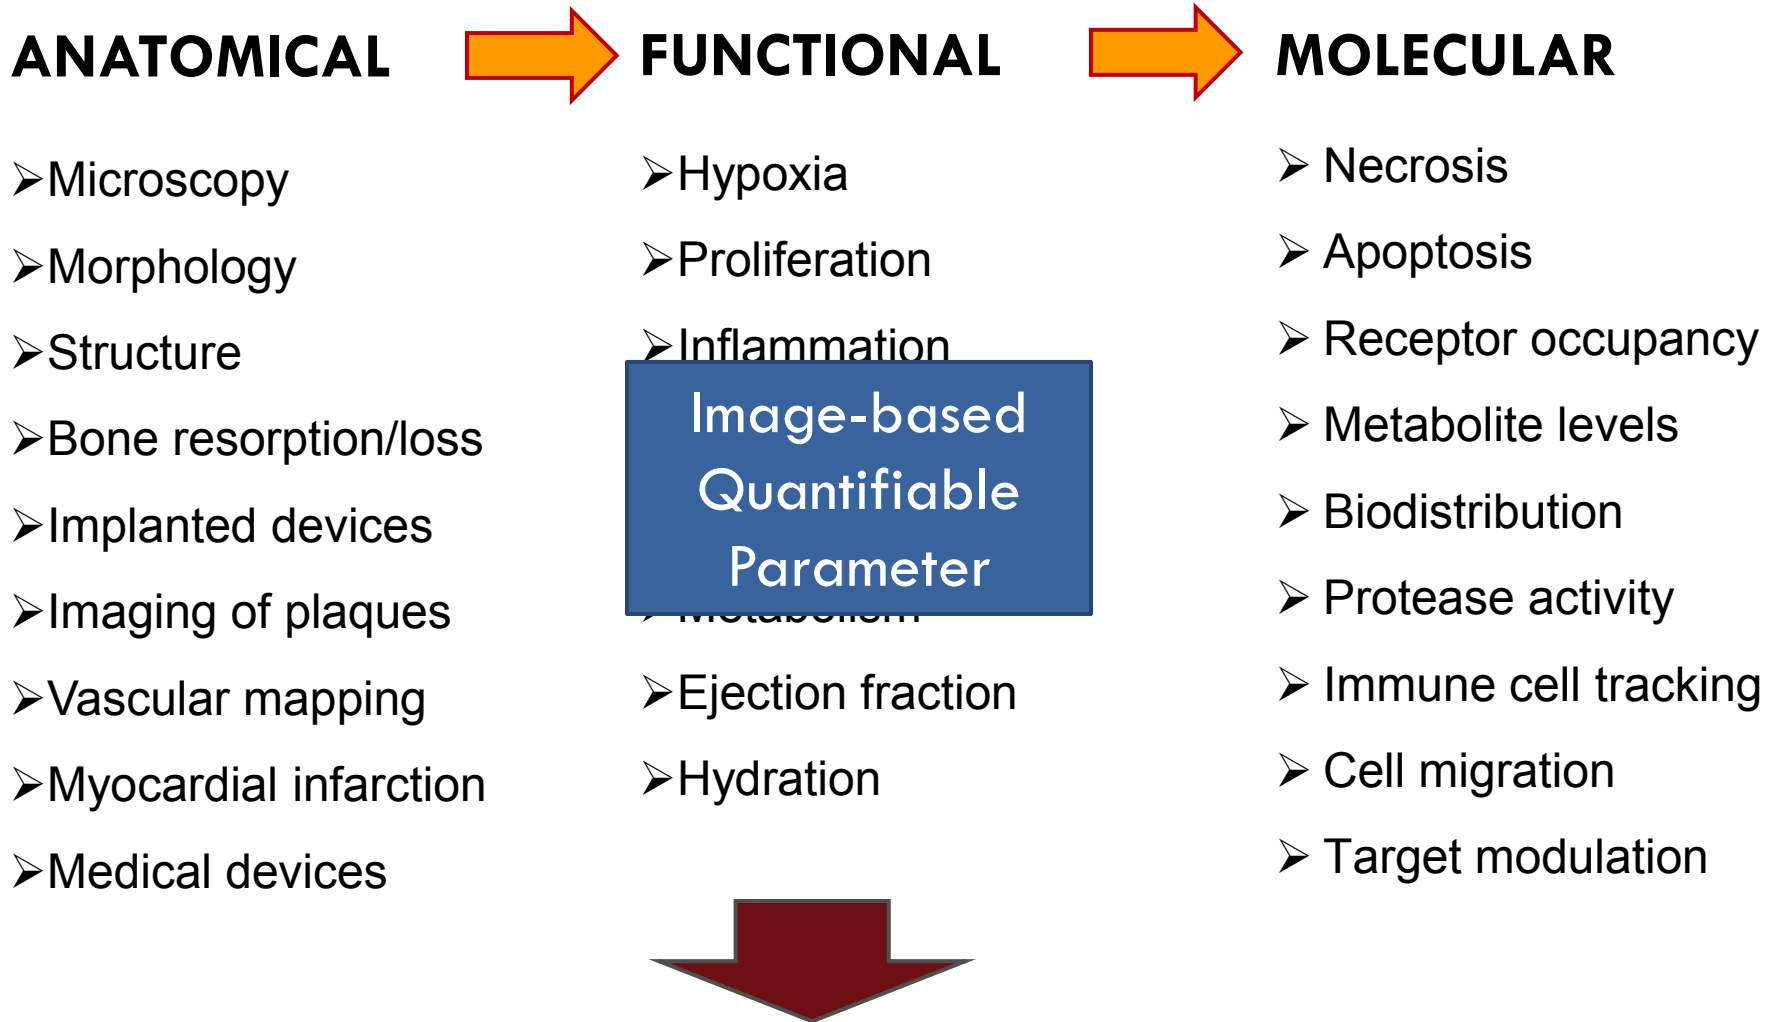 ANATOMICAL
➢Microscopy
➢Morphology
➢Structure
➢Bone resorption/loss
➢Implanted devices
➢Imaging of plaques
➢Vascular mapping
➢Myocardial infarction
➢Medical devices
FUNCTIONAL
➢Hypoxia
➢Proliferation
➢Inflammation
Image-based
Quantifiable
Parameter
➢Metabolism
➢Ejection fraction
➢Hydration
MOLECULAR
➢ Necrosis
➢ Apoptosis
➢ Receptor occupancy
➢ Metabolite levels
➢ Biodistribution
➢ Protease activity
➢ Immune cell tracking
➢ Cell migration
➢ Target modulation